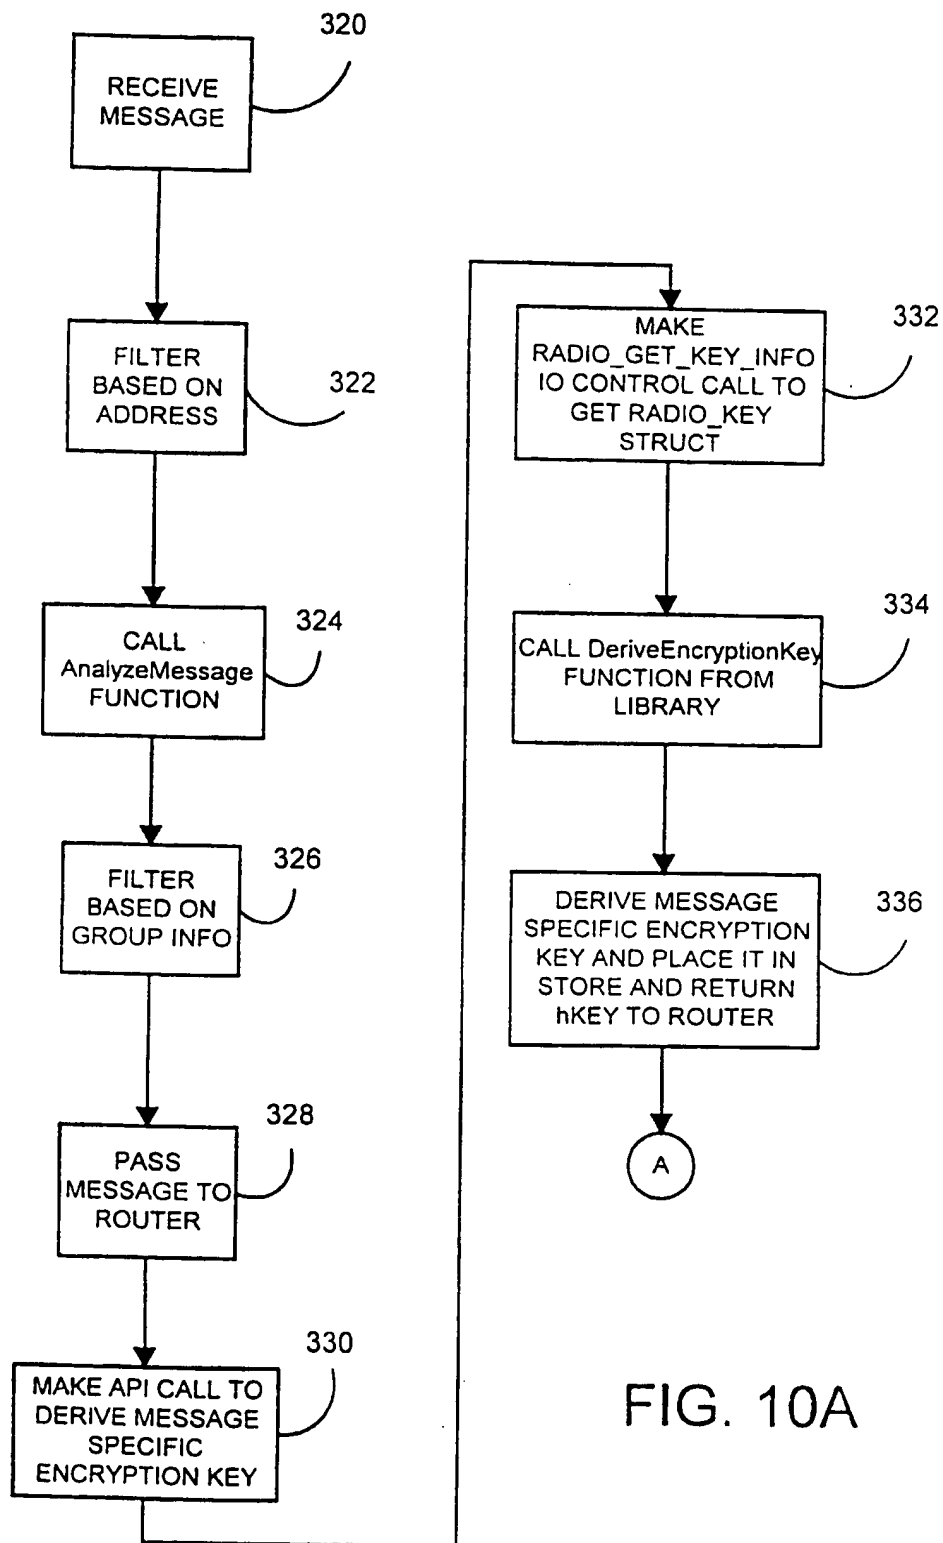 320
RECEIVE
MESSAGE
FILTER
BASED ON
ADDRESS
322
CALL
AnalyzeMessage
FUNCTION
324
FILTER
BASED ON
GROUP INFO
326
PASS
MESSAGE TO
ROUTER
328
MAKE API CALL TO
DERIVE MESSAGE
SPECIFIC
ENCRYPTION KEY
330
MAKE
RADIO_GET_KEY_INFO
IO CONTROL CALL TO
GET RADIO_KEY
STRUCT
332
CALL DeriveEncryptionKey
FUNCTION FROM
LIBRARY
334
DERIVE MESSAGE
SPECIFIC ENCRYPTION
KEY AND PLACE IT IN
STORE AND RETURN
hKEY TO ROUTER
336
A
FIG. 10A